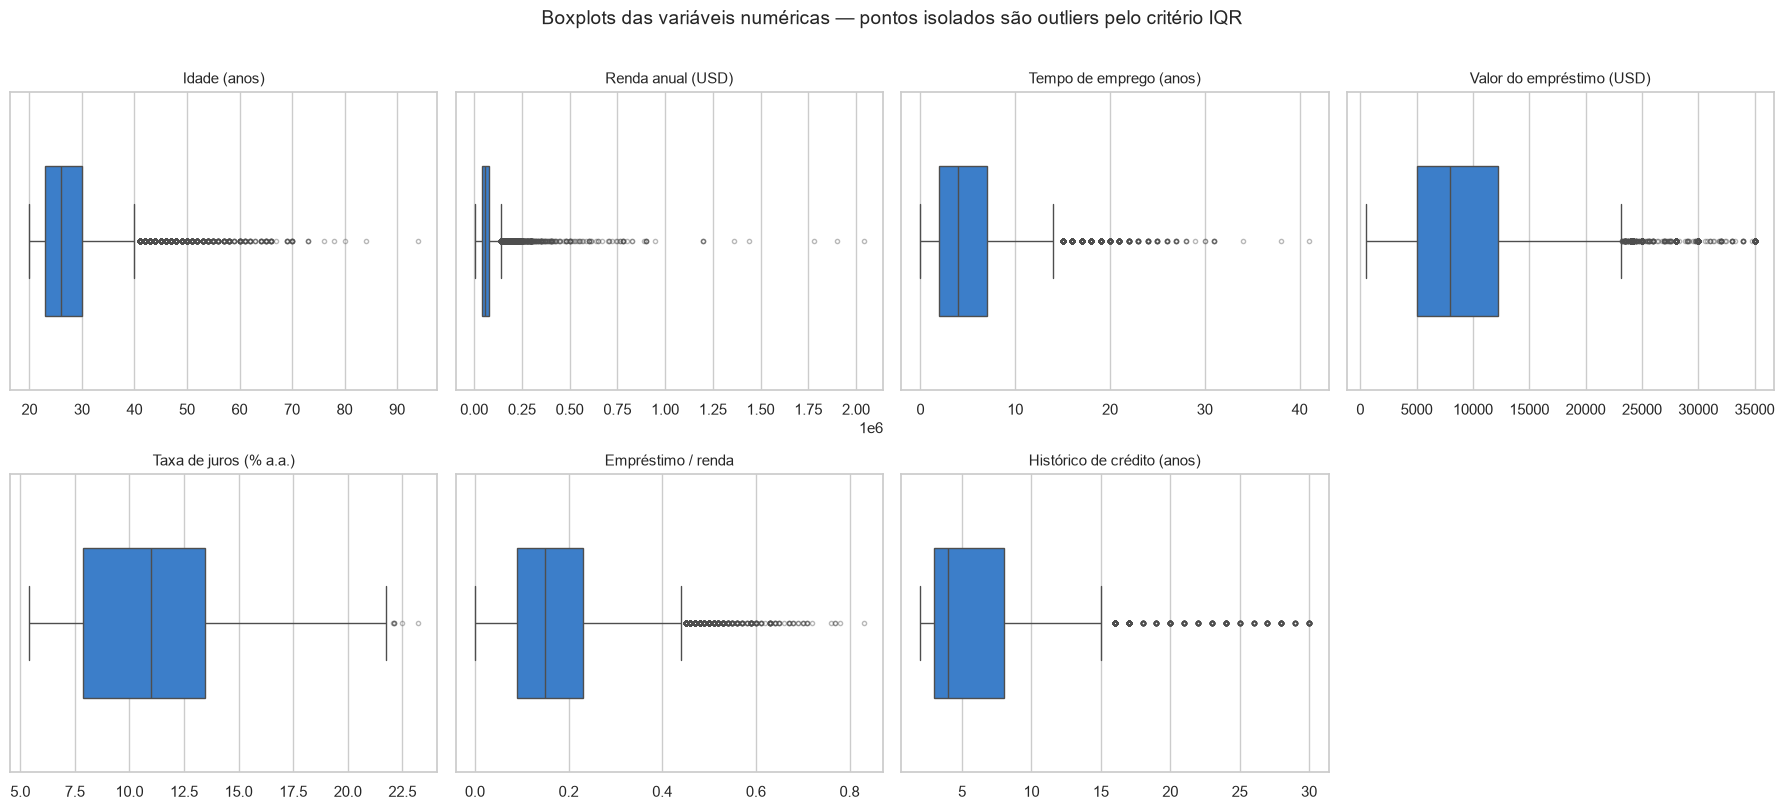 Boxplots das variáveis numéricas — pontos isolados são outliers pelo critério IQR
Idade (anos)
20 30 40 50 60 70 80 90
Renda anual (USD)
0.00 0.25 0.50 0.75 1.00 1.25 1.50 1.75 2.00
1e6
Tempo de emprego (anos)
0 10 20 30 40
Valor do empréstimo (USD)
0 5000 10000 15000 20000 25000 30000 35000
Taxa de juros (% a.a.)
5.0 7.5 10.0 12.5 15.0 17.5 20.0 22.5
Empréstimo / renda
0.0 0.2 0.4 0.6 0.8
Histórico de crédito (anos)
5 10 15 20 25 30